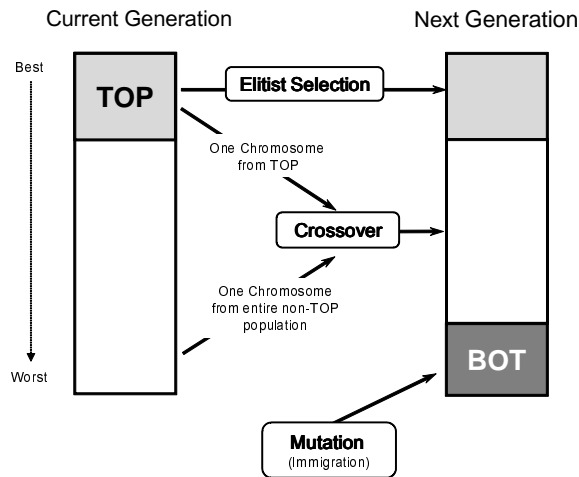 Current Generation
Next Generation
Best
TOP
Elitist Selection
One Chromosome
from TOP
Crossover
One Chromosome
from entire non-TOP
population
Worst
BOT
Mutation
(Immigration)